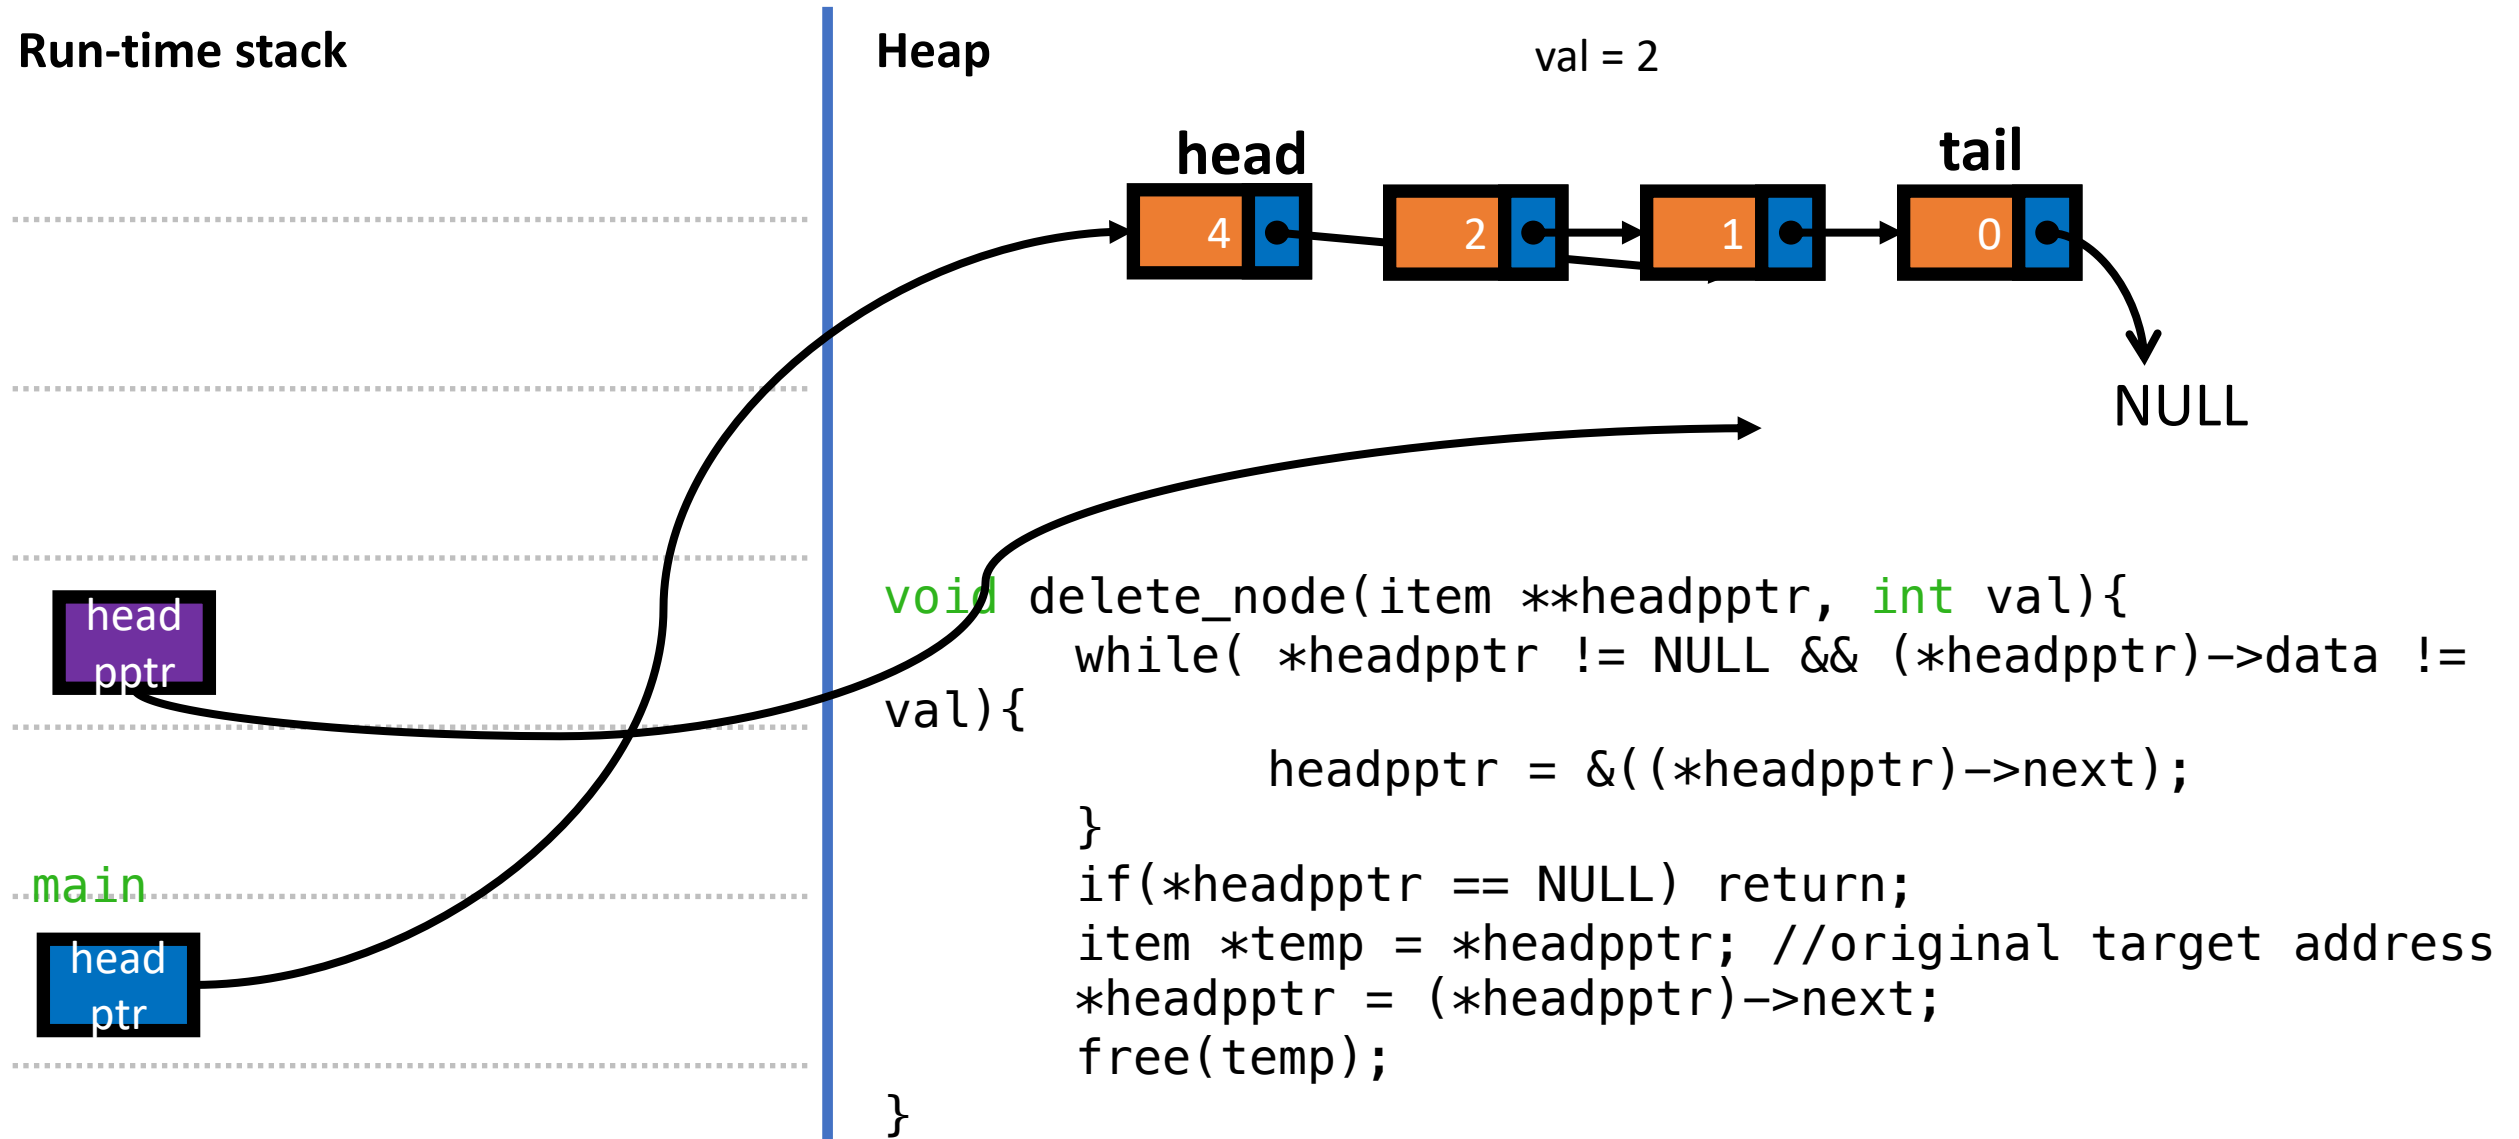 Run-time stack
Heap
val = 2
head
tail
4
2
1
0
NULL
head
pptr
main
head
ptr
void delete_node(item **headpptr, int val){
while( *headpptr != NULL && (*headpptr)->data !=
val){
headpptr = &((*headpptr)->next);
}
if(*headpptr == NULL) return;
item *temp = *headpptr; //original target address
*headpptr = (*headpptr)->next;
free(temp);
}